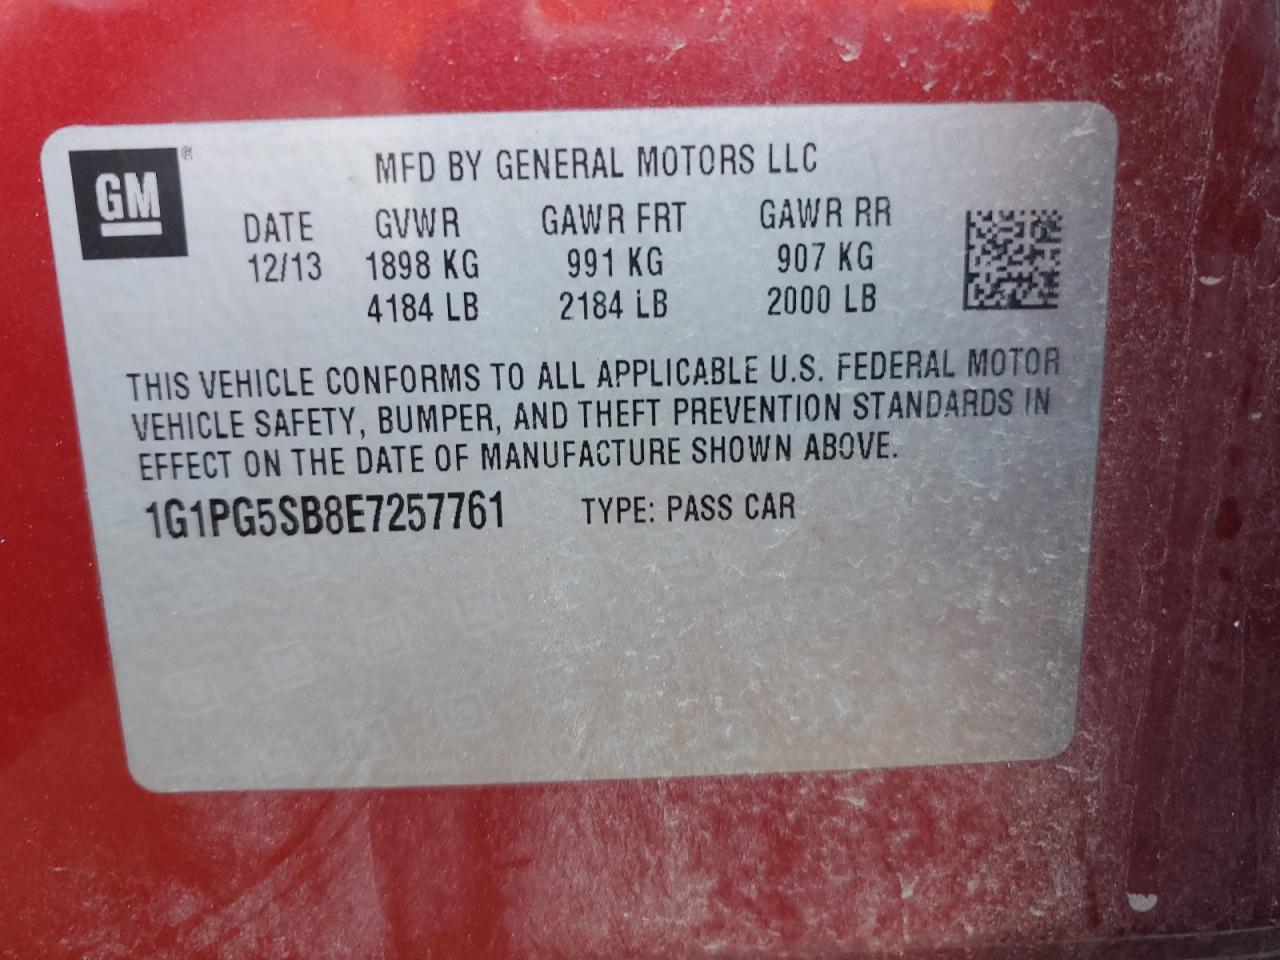 GM ®
MFD BY GENERAL MOTORS LLC
DATE GVWR GAWR FRT GAWR RR
12/13 1898 KG 991 KG 907 KG
4184 LB 2184 LB 2000 LB
THIS VEHICLE CONFORMS TO ALL APPLICABLE U.S. FEDERAL MOTOR
VEHICLE SAFETY, BUMPER, AND THEFT PREVENTION STANDARDS IN
EFFECT ON THE DATE OF MANUFACTURE SHOWN ABOVE.
1G1PG5SB8E7257761 TYPE: PASS CAR